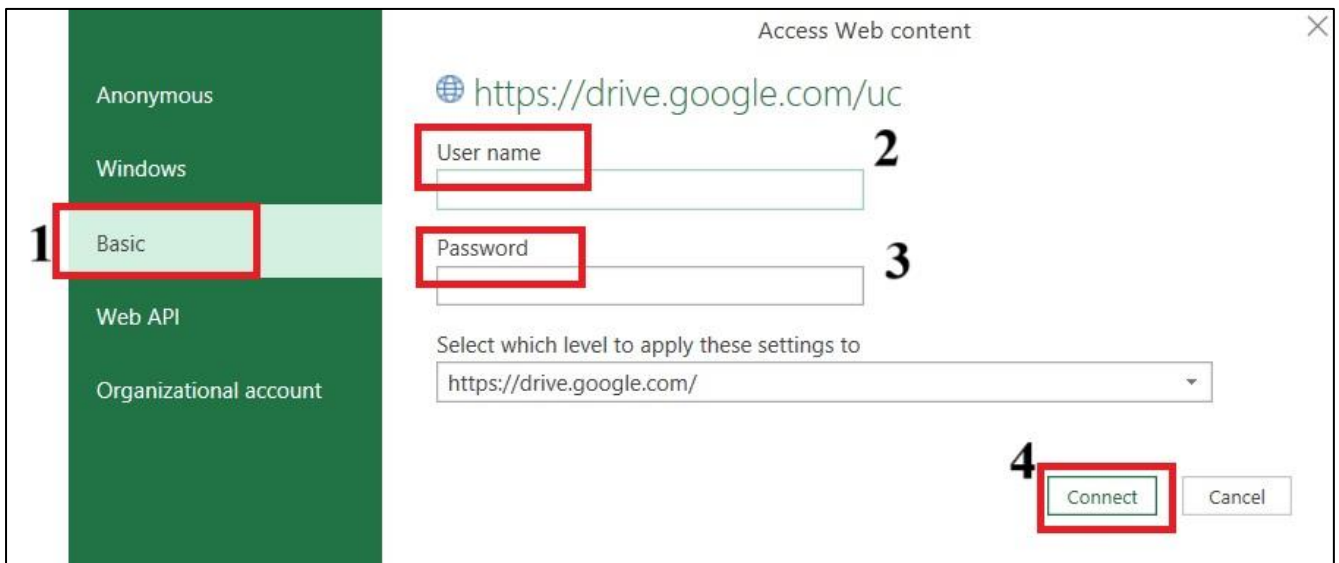 Access Web content
Anonymous
Windows
1
Basic
Web API
Organizational account
https://drive.google.com/uc
User name
2
Password
3
Select which level to apply these settings to
https://drive.google.com/
4
Connect
Cancel